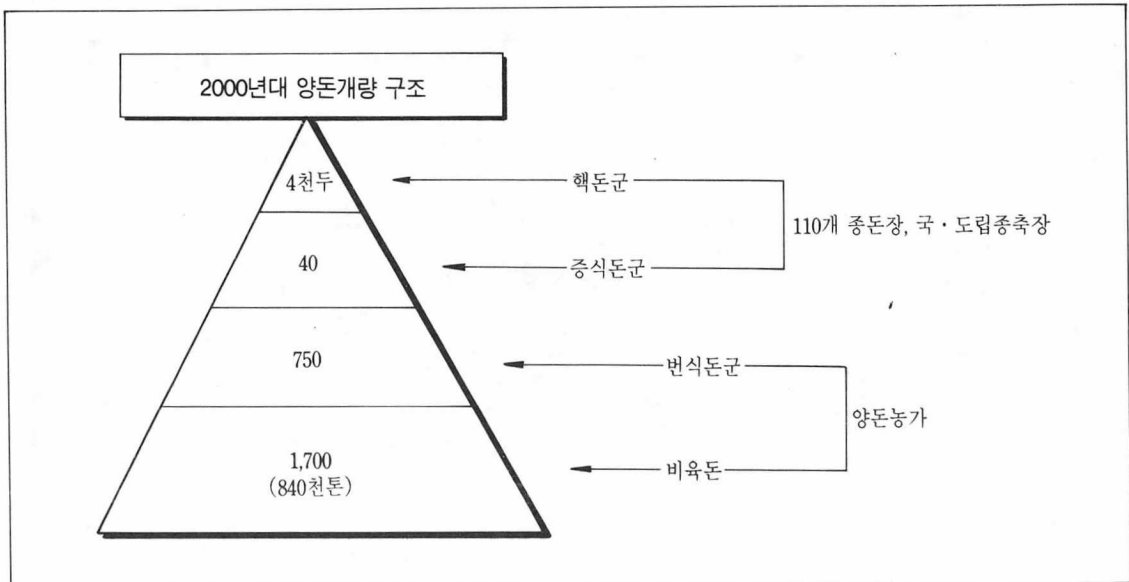 2000년대 양돈개량 구조
4천두
핵돈군
110개 종돈장, 국·도립종축장
40
증식돈군
750
번식돈군
양돈농가
1,700
(840천톤)
비육돈